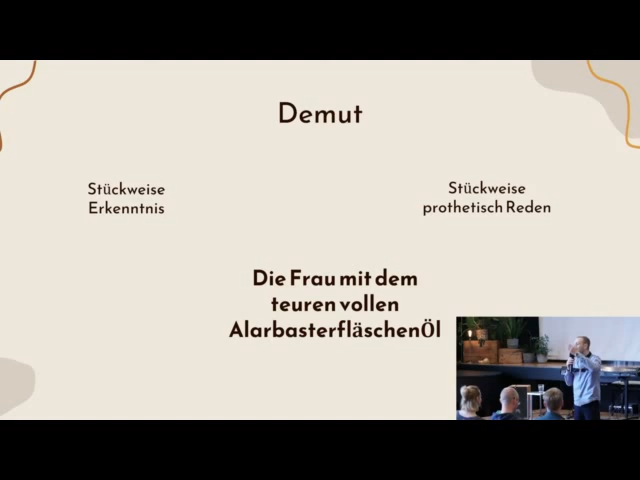 Demut
Stückweise
Erkenntnis
Stückweise
prothetisch Reden
Die Frau mit dem
teuren vollen
AlarbasterfläschenÖl